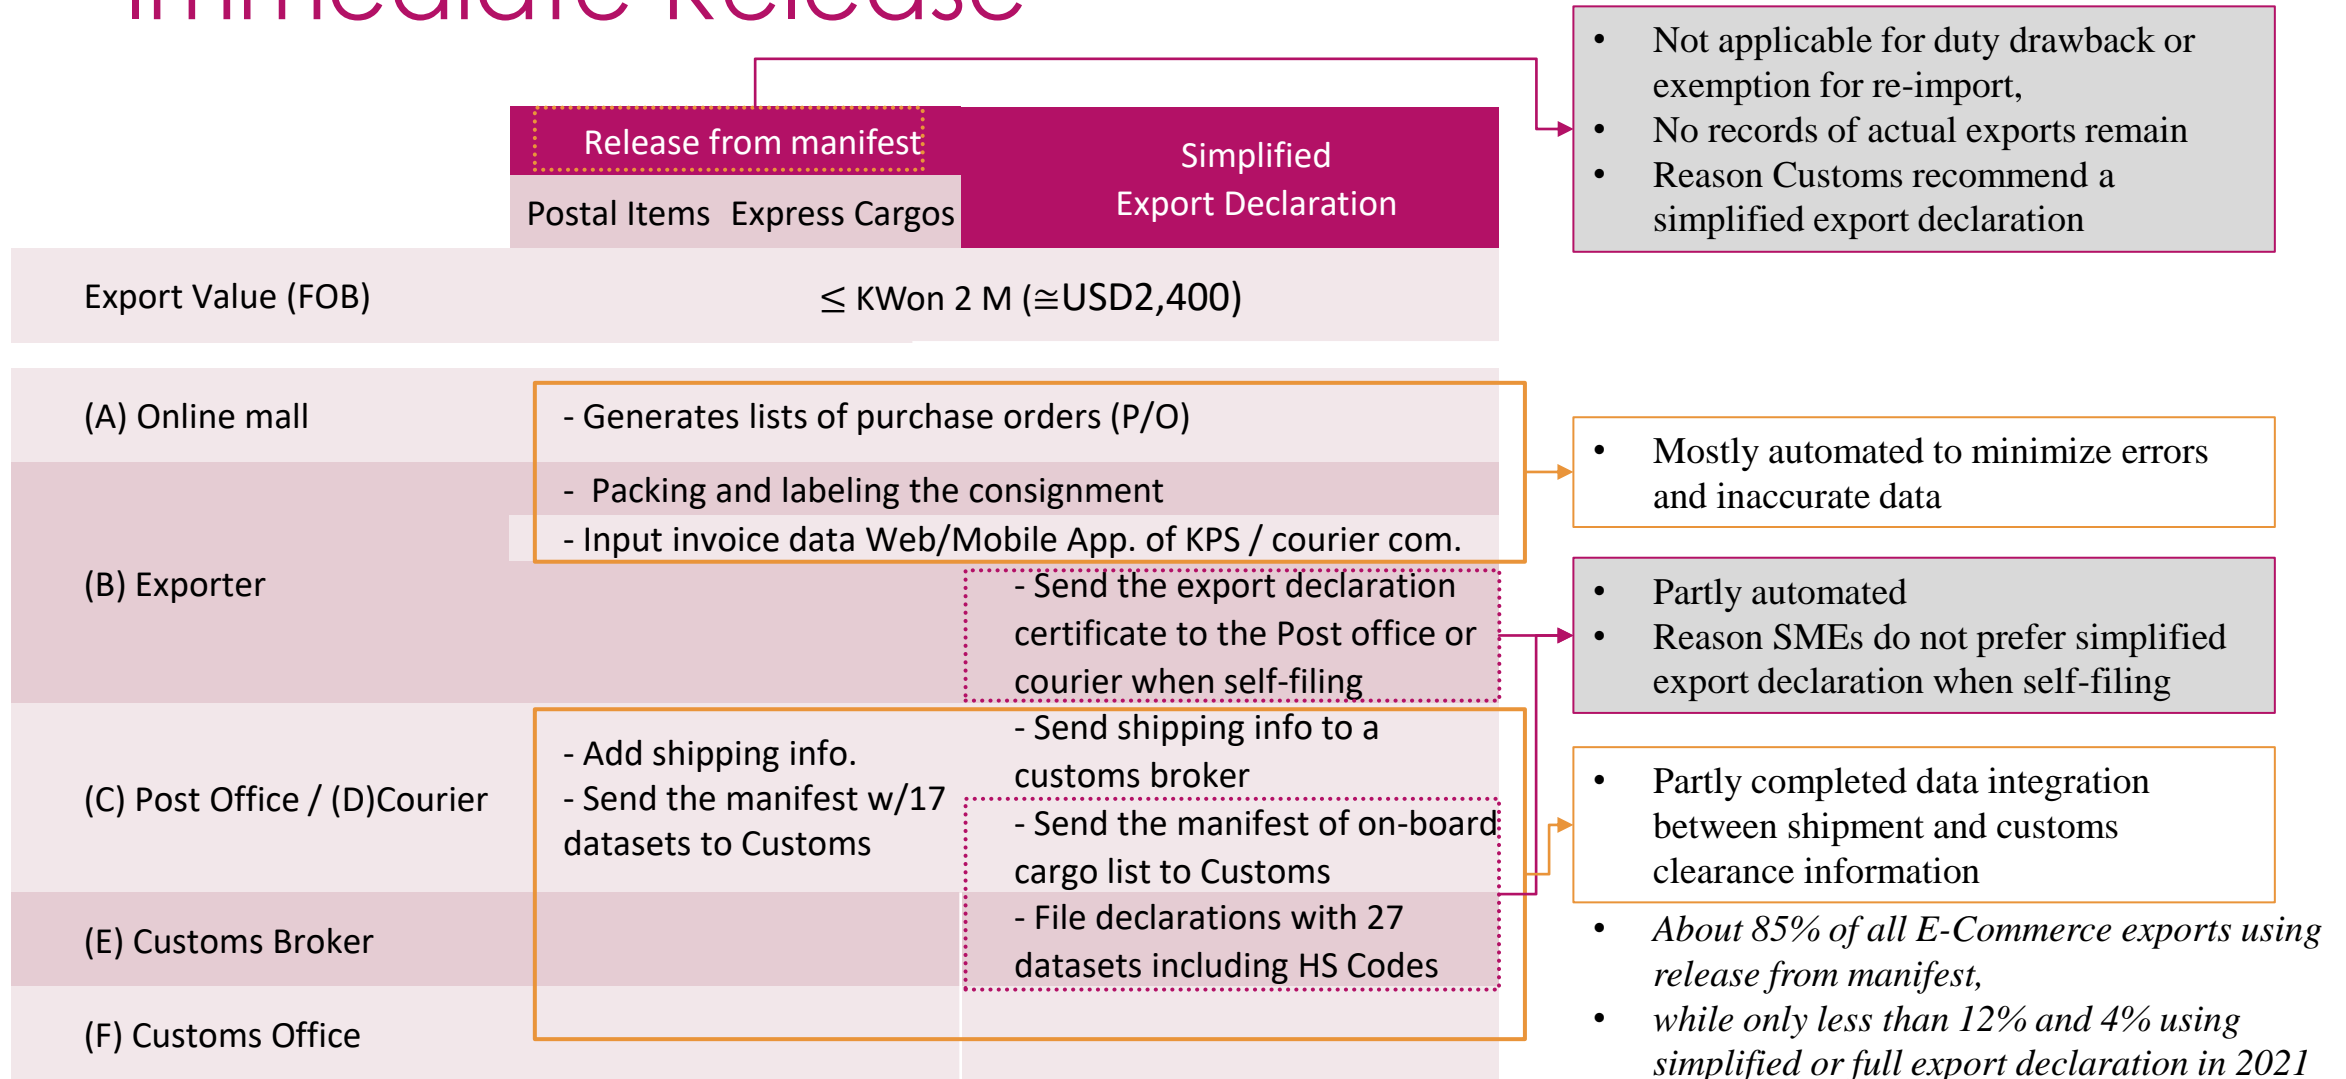 Immediate Release
Release from manifest
Simplified
Export Declaration
Postal Items Express Cargos
Export Value (FOB)
≤ KWon 2 M (≅USD2,400)
(A) Online mall
- Generates lists of purchase orders (P/O)
(B) Exporter
- Packing and labeling the consignment
- Input invoice data Web/Mobile App. of KPS / courier com.
- Send the export declaration
certificate to the Post office or
courier when self-filing
(C) Post Office / (D)Courier
- Add shipping info.
- Send the manifest w/17
datasets to Customs
- Send shipping info to a
customs broker
- Send the manifest of on-board
cargo list to Customs
(E) Customs Broker
- File declarations with 27
datasets including HS Codes
(F) Customs Office
• Not applicable for duty drawback or
exemption for re-import,
• No records of actual exports remain
• Reason Customs recommend a
simplified export declaration
• Mostly automated to minimize errors
and inaccurate data
• Partly automated
• Reason SMEs do not prefer simplified
export declaration when self-filing
• Partly completed data integration
between shipment and customs
clearance information
• About 85% of all E-Commerce exports using
release from manifest,
• while only less than 12% and 4% using
simplified or full export declaration in 2021